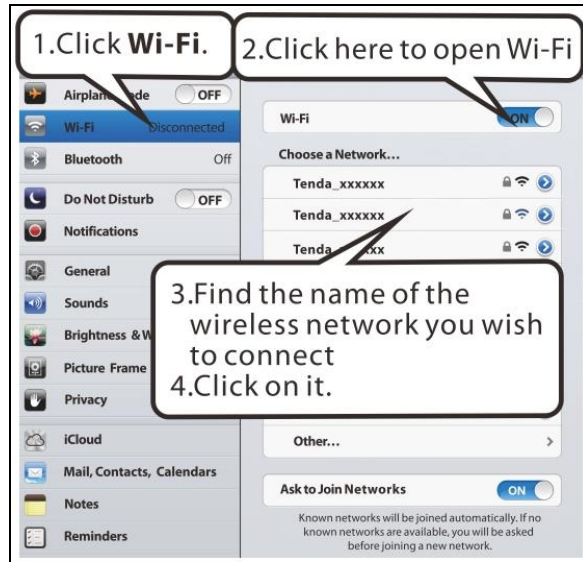 1.Click Wi-Fi.
2.Click here to open Wi-Fi
Airplane Mode OFF
Wi-Fi Disconnected
Bluetooth Off
Do Not Disturb OFF
Notifications
General
Sounds
Brightness & W
Picture Frame
Privacy
iCloud
Mail, Contacts, Calendars
Notes
Reminders
Wi-Fi ON
Choose a Network...
Tenda_xxxxxx
Tenda_xxxxxx
Tenda_xxxxxx
3.Find the name of the
wireless network you wish
to connect
4.Click on it.
Other...
Ask to Join Networks ON
Known networks will be joined automatically. If no
known networks are available, you will be asked
before joining a new network.